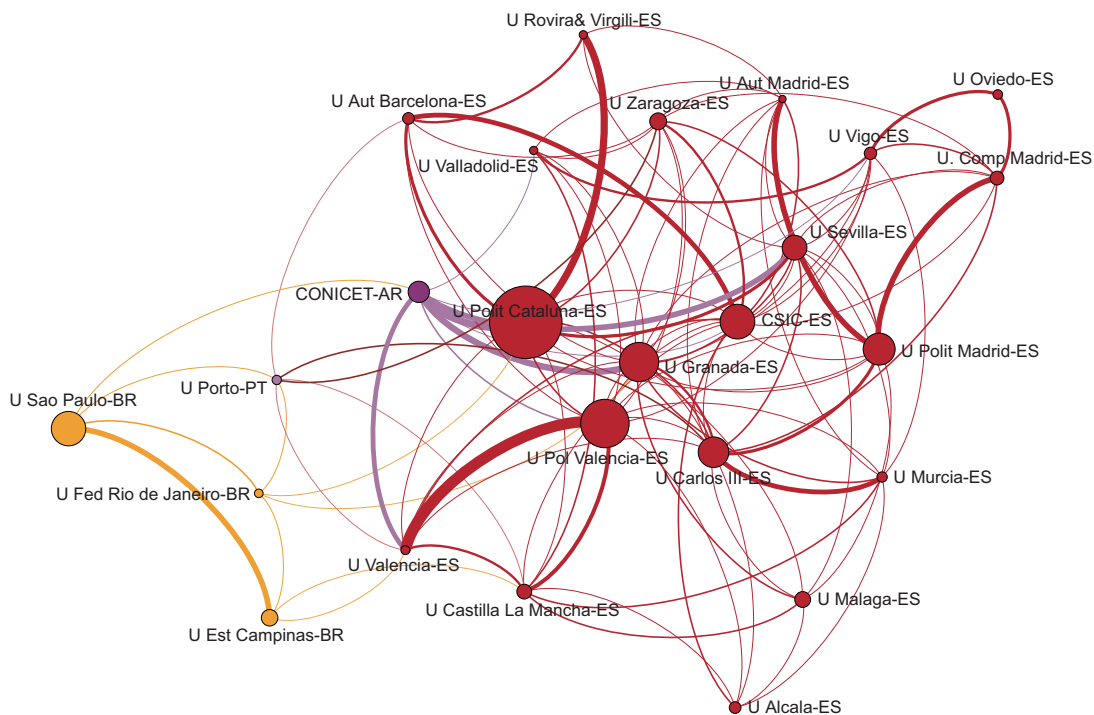 U Rovira& Virgili-ES
U Aut Madrid-ES
U Oviedo-ES
U Aut Barcelona-ES
U Zaragoza-ES
U Vigo-ES
U Valladolid-ES
U. Comp Madrid-ES
U Sevilla-ES
CONICET-AR
U Polit Cataluna-ES
CSIC-ES
U Polit Madrid-ES
U Granada-ES
U Porto-PT
U Sao Paulo-BR
U Pol Valencia-ES
U Carlos III-ES
U Murcia-ES
U Fed Rio de Janeiro-BR
U Valencia-ES
U Castilla La Mancha-ES
U Malaga-ES
U Est Campinas-BR
U Alcala-ES